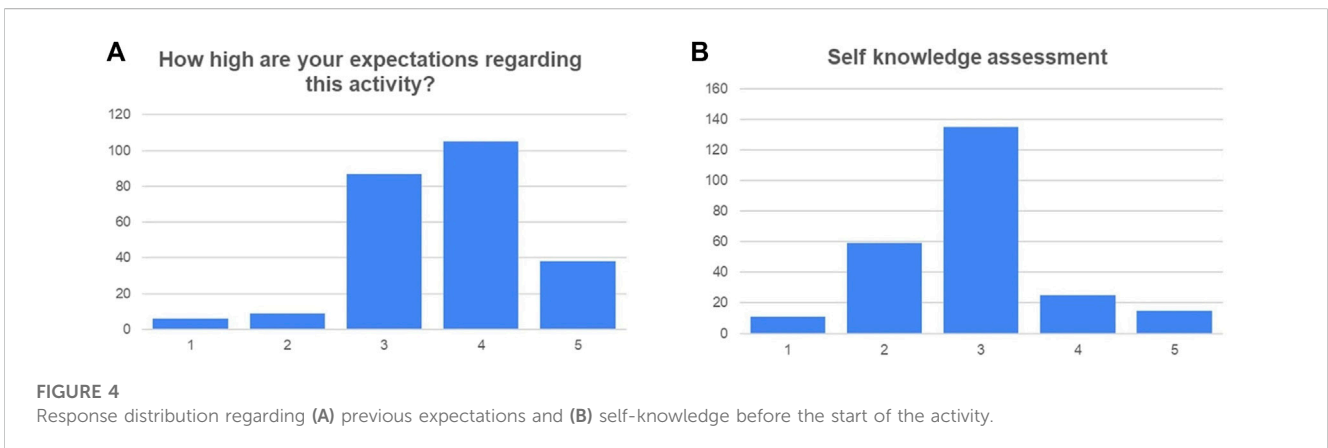 A
How high are your expectations regarding
this activity?
120
100
80
60
40
20
0
1 2 3 4 5
B
Self knowledge assessment
160
140
120
100
80
60
40
20
0
1 2 3 4 5
FIGURE 4
Response distribution regarding (A) previous expectations and (B) self-knowledge before the start of the activity.